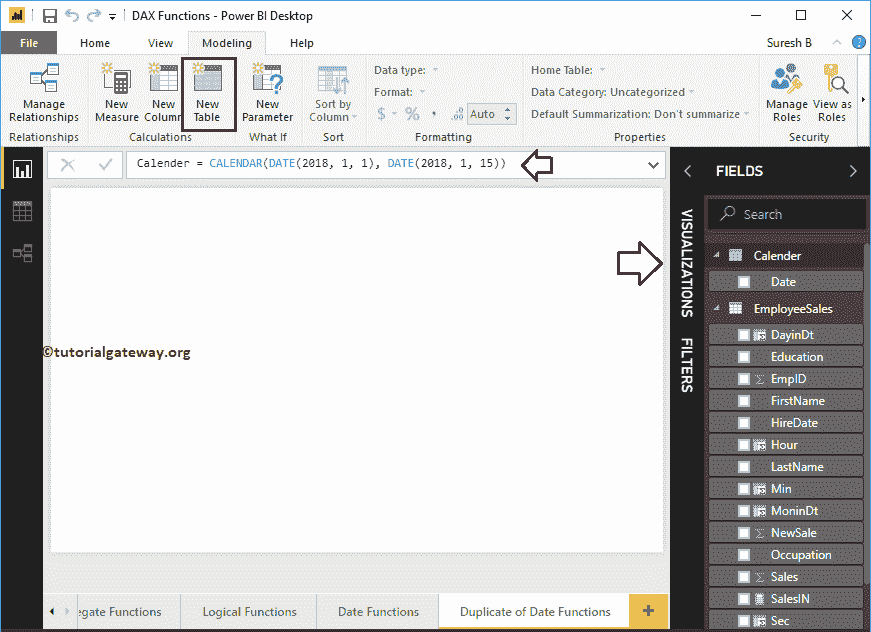 DAX Functions - Power BI Desktop
File Home View Modeling Help Suresh B
Manage Relationships
New Measure
New Colum
New Table
New Parameter
Sort by Column
Data type:
Format:
$ % , .00 Auto
Home Table:
Data Category: Uncategorized
Default Summarization: Don't summarize
Manage Roles
View as Roles
Relationships Calculations What If Sort Formatting Properties Security
Calender = CALENDAR(DATE(2018, 1, 1), DATE(2018, 1, 15))
VISUALIZATIONS
FILTERS
FIELDS
Search
Calender
Date
EmployeeSales
DayinDt
Education
EmpID
FirstName
HireDate
Hour
LastName
Min
MoninDt
NewSale
Occupation
Sales
SalesIN
Sec
©tutorialgateway.org
egate Functions Logical Functions Date Functions Duplicate of Date Functions +